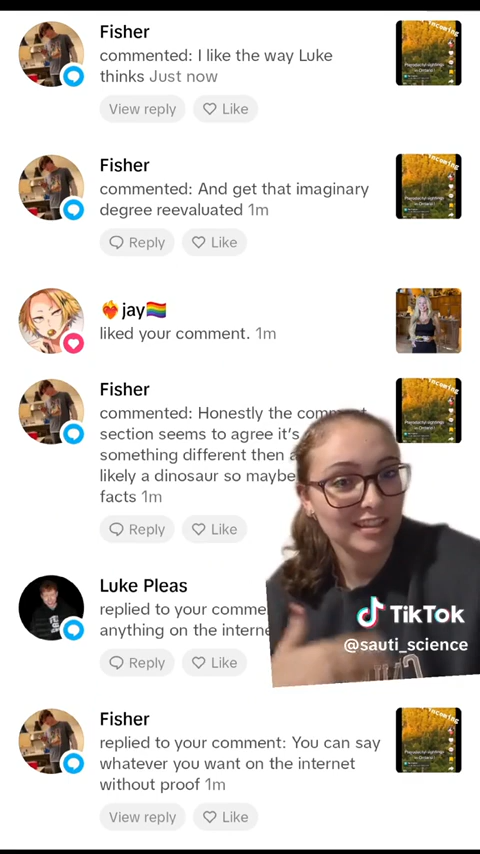 Fisher
commented: I like the way Luke
thinks Just now
View reply Like
Fisher
commented: And get that imaginary
degree reevaluated 1m
Reply Like
❤️‍🔥jay🏳️‍🌈
liked your comment. 1m
Fisher
commented: Honestly the comment
section seems to agree it's
something different then
likely a dinosaur so maybe
facts 1m
Reply Like
Luke Pleas
replied to your
anything on the
Reply Like
TikTok
@sauti_science
Fisher
replied to your comment: You can say
whatever you want on the internet
without proof 1m
View reply Like